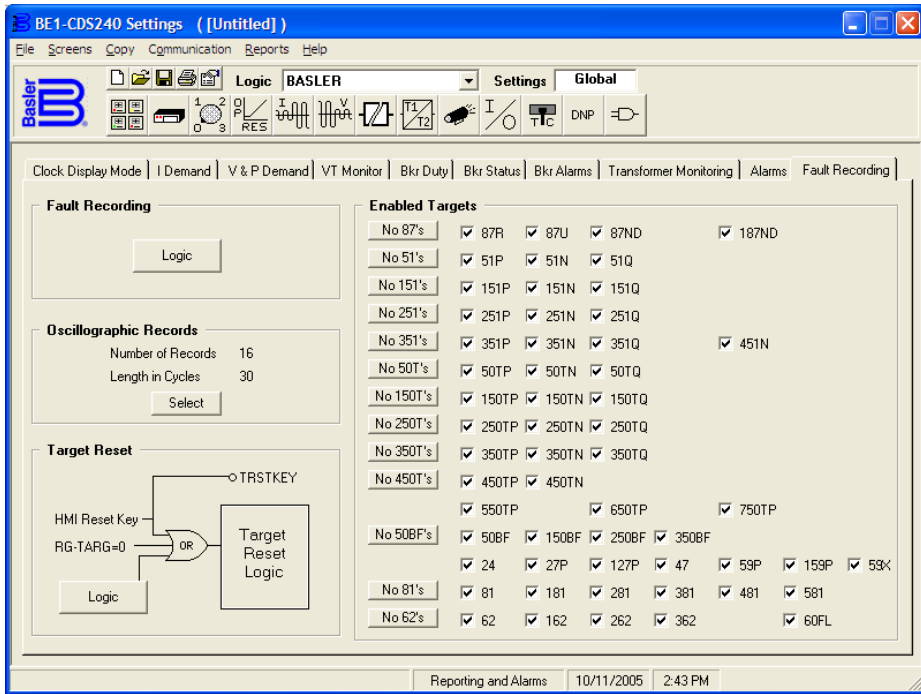 BE1-CDS240 Settings ( [Untitled] )
File Screens Copy Communication Reports Help
Basler B
Logic BASLER Settings Global
1 2 0 3 O P RES I V T1 T2 I/O T C DNP
Clock Display Mode I Demand V & P Demand VT Monitor Bkr Duty Bkr Status Bkr Alarms Transformer Monitoring Alarms Fault Recording
Fault Recording
Logic
Oscillographic Records
Number of Records 16
Length in Cycles 30
Select
Target Reset
TRSTKEY
HMI Reset Key
RG-TARG=0
OR
Target
Reset
Logic
Logic
Enabled Targets
No 87's 87R 87U 87ND 187ND
No 51's 51P 51N 51Q
No 151's 151P 151N 151Q
No 251's 251P 251N 251Q
No 351's 351P 351N 351Q 451N
No 50T's 50TP 50TN 50TQ
No 150T's 150TP 150TN 150TQ
No 250T's 250TP 250TN 250TQ
No 350T's 350TP 350TN 350TQ
No 450T's 450TP 450TN
550TP 650TP 750TP
No 50BF's 50BF 150BF 250BF 350BF
24 27P 127P 47 59P 159P 59X
No 81's 81 181 281 381 481 581
No 62's 62 162 262 362 60FL
Reporting and Alarms 10/11/2005 2:43 PM